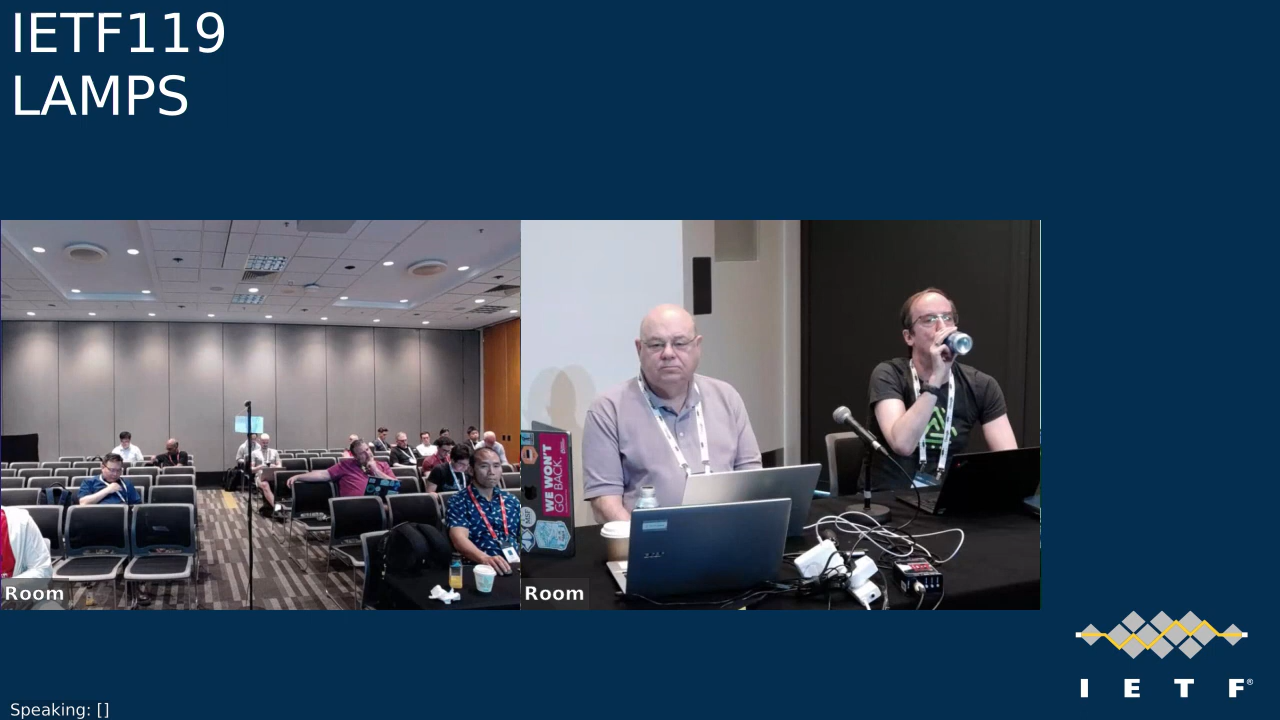 IETF119
LAMPS
WE WON'T
GO BACK.
Room
Room
I E T F®
Speaking: []